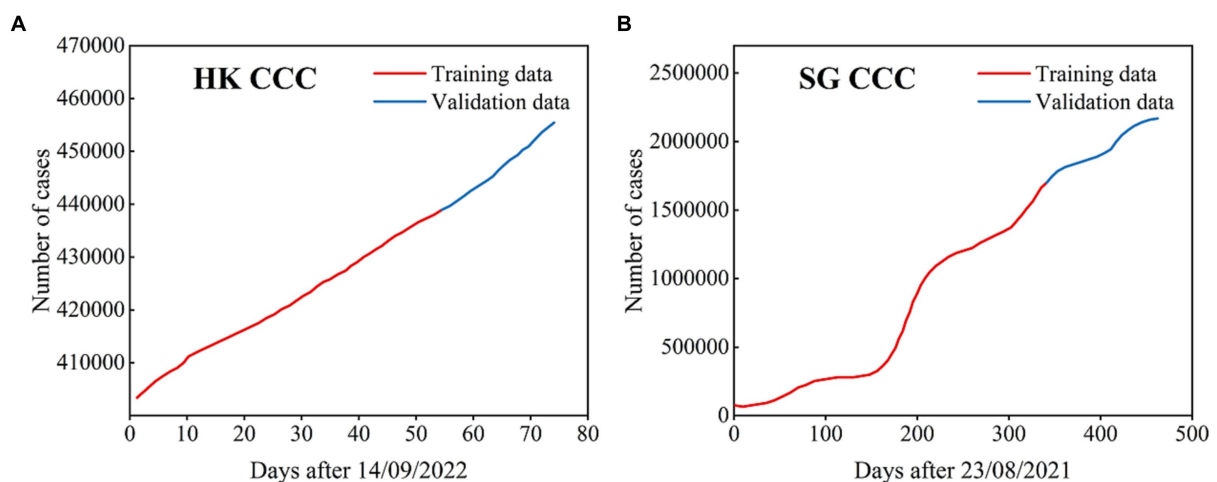 A
HK CCC
Training data
Validation data
Number of cases
470000
460000
450000
440000
430000
420000
410000
0 10 20 30 40 50 60 70 80
Days after 14/09/2022
B
SG CCC
Training data
Validation data
Number of cases
2500000
2000000
1500000
1000000
500000
0
0 100 200 300 400 500
Days after 23/08/2021